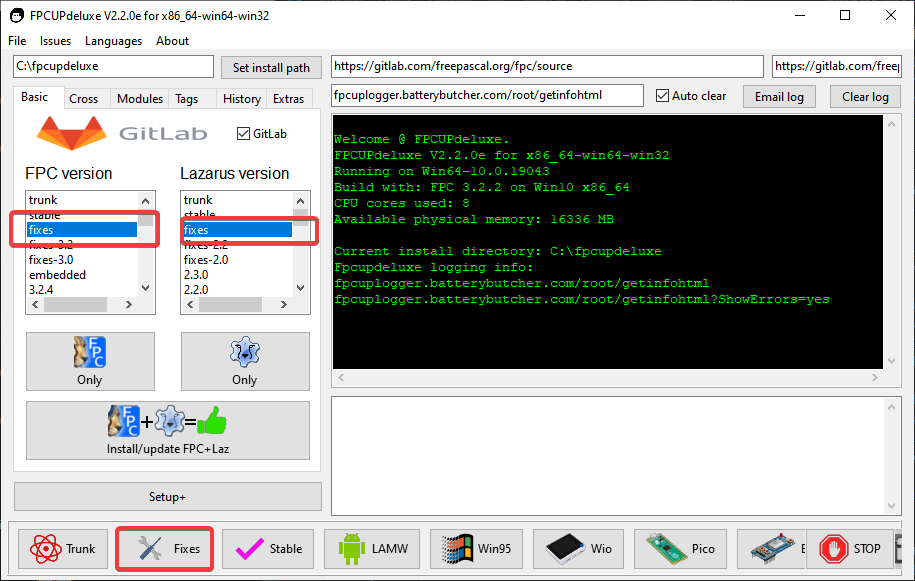 FPCUPdeluxe V2.2.0e for x86_64-win64-win32
File Issues Languages About
C:\fpcupdeluxe
Set install path
https://gitlab.com/freepascal.org/fpc/source
https://gitlab.com/freep
Basic Cross Modules Tags History Extras
fpcuplogger.batterybutcher.com/root/getinfohtml
Auto clear
Email log
Clear log
GitLab
GitLab
FPC version
trunk
stable
fixes
fixes-3.2
fixes-3.0
embedded
3.2.4
Lazarus version
trunk
stable
fixes
fixes-2.2
fixes-2.0
2.3.0
2.2.0
FPC
Only
Only
FPC + =
Install/update FPC+Laz
Setup+
Welcome @ FPCUPdeluxe.
FPCUPdeluxe V2.2.0e for x86_64-win64-win32
Running on Win64-10.0.19043
Build with: FPC 3.2.2 on Win10 x86_64
CPU cores used: 8
Available physical memory: 16336 MB
Current install directory: C:\fpcupdeluxe
Fpcupdeluxe logging info:
fpcuplogger.batterybutcher.com/root/getinfohtml
fpcuplogger.batterybutcher.com/root/getinfohtml?ShowErrors=yes
Trunk
Fixes
Stable
LAMW
Win95
Wio
Pico
E
STOP